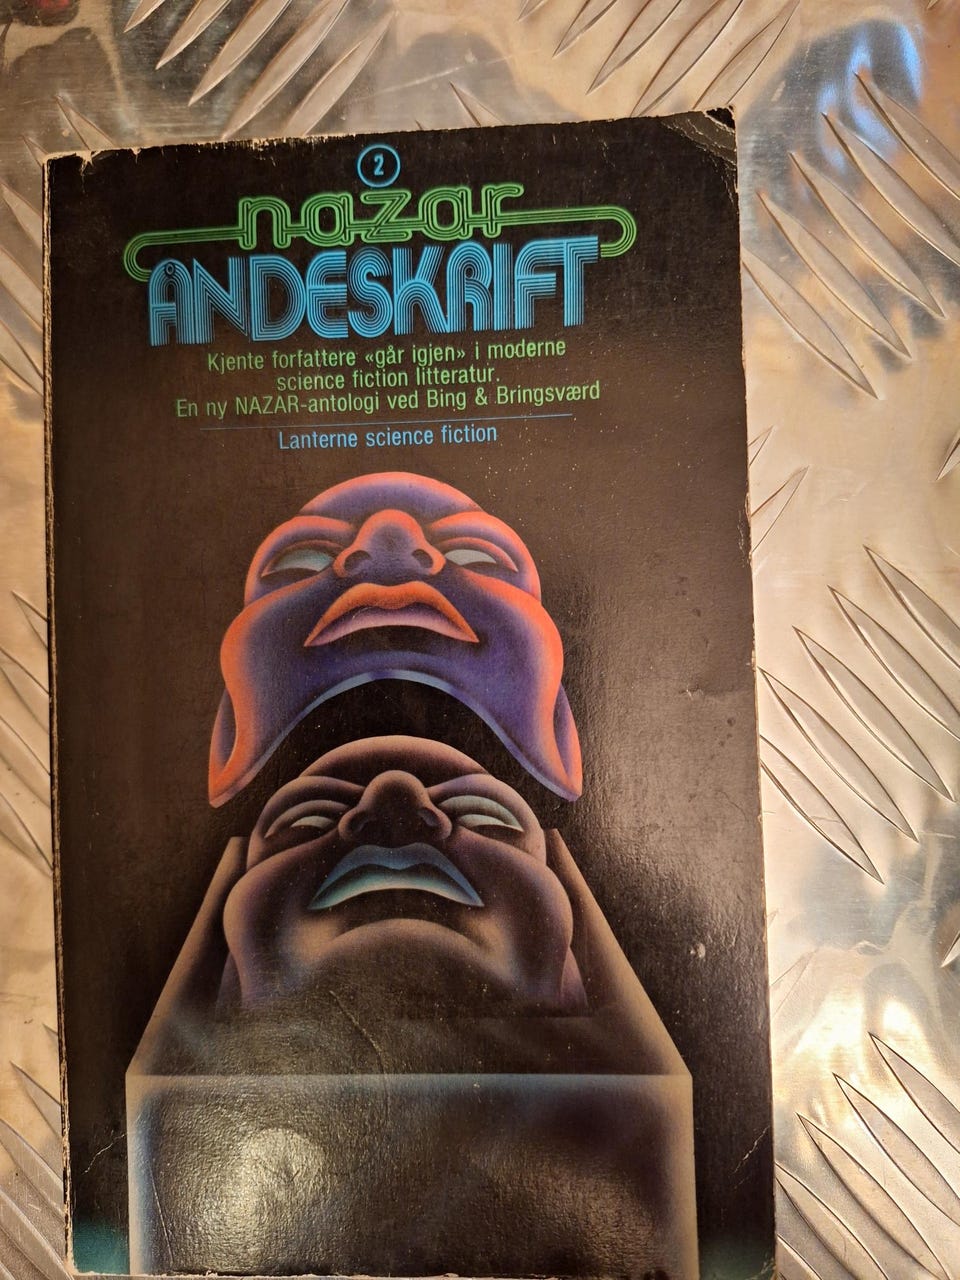 2
nazar
ÅNDESKRIFT
Kjente forfattere «går igjen» i moderne
science fiction litteratur.
En ny NAZAR-antologi ved Bing & Bringsværd
Lanterne science fiction